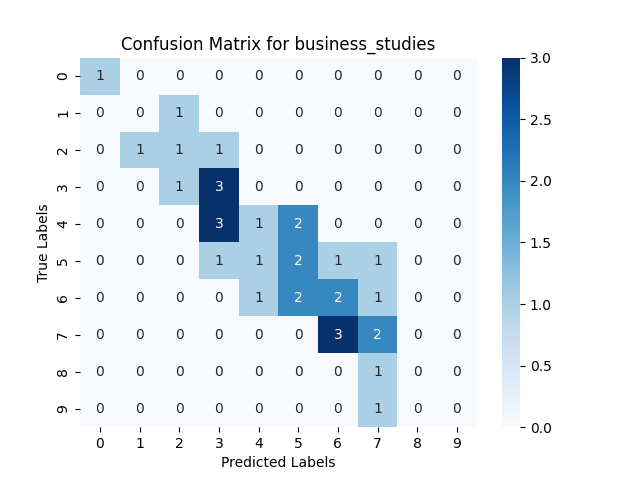 Confusion Matrix for business_studies
0 1 0 0 0 0 0 0 0 0 0
1 0 0 1 0 0 0 0 0 0 0
2 0 1 1 1 0 0 0 0 0 0
3 0 0 1 3 0 0 0 0 0 0
4 0 0 0 3 1 2 0 0 0 0
5 0 0 0 1 1 2 1 1 0 0
6 0 0 0 0 1 2 2 1 0 0
7 0 0 0 0 0 0 3 2 0 0
8 0 0 0 0 0 0 0 1 0 0
9 0 0 0 0 0 0 0 1 0 0
0 1 2 3 4 5 6 7 8 9
Predicted Labels
True Labels
3.0
2.5
2.0
1.5
1.0
0.5
0.0